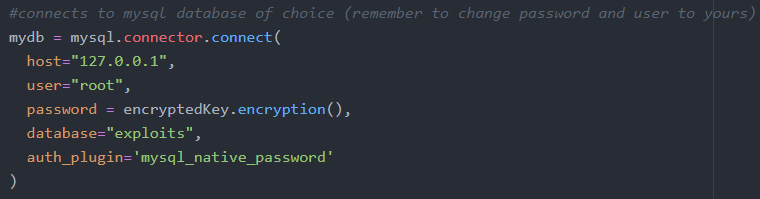 #connects to mysql database of choice (remember to change password and user to yours)
mydb = mysql.connector.connect(
  host="127.0.0.1",
  user="root",
  password = encryptedKey.encryption(),
  database="exploits",
  auth_plugin='mysql_native_password'
)